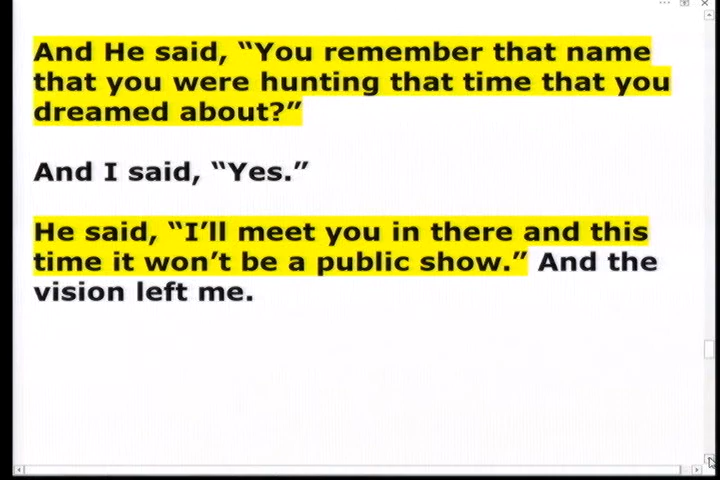 And He said, “You remember that name
that you were hunting that time that you
dreamed about?”
And I said, “Yes.”
He said, “I’ll meet you in there and this
time it won’t be a public show.” And the
vision left me.